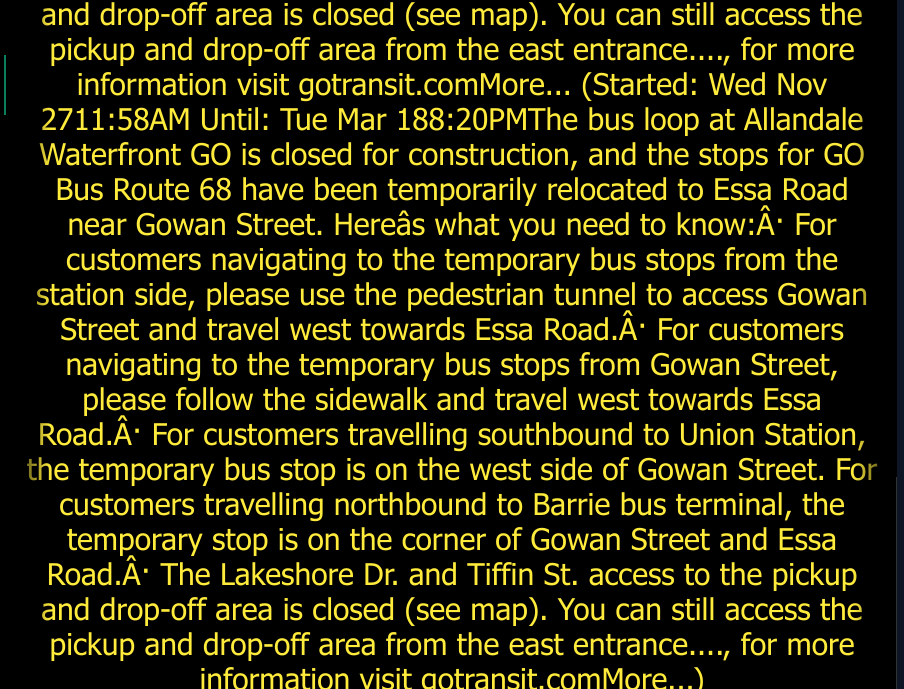 and drop-off area is closed (see map). You can still access the
pickup and drop-off area from the east entrance...., for more
information visit gotransit.comMore... (Started: Wed Nov
2711:58AM Until: Tue Mar 188:20PMThe bus loop at Allandale
Waterfront GO is closed for construction, and the stops for GO
Bus Route 68 have been temporarily relocated to Essa Road
near Gowan Street. Hereâs what you need to know:Â· For
customers navigating to the temporary bus stops from the
station side, please use the pedestrian tunnel to access Gowan
Street and travel west towards Essa Road.Â· For customers
navigating to the temporary bus stops from Gowan Street,
please follow the sidewalk and travel west towards Essa
Road.Â· For customers travelling southbound to Union Station,
the temporary bus stop is on the west side of Gowan Street. For
customers travelling northbound to Barrie bus terminal, the
temporary stop is on the corner of Gowan Street and Essa
Road.Â· The Lakeshore Dr. and Tiffin St. access to the pickup
and drop-off area is closed (see map). You can still access the
pickup and drop-off area from the east entrance...., for more
information visit gotransit.comMore...)